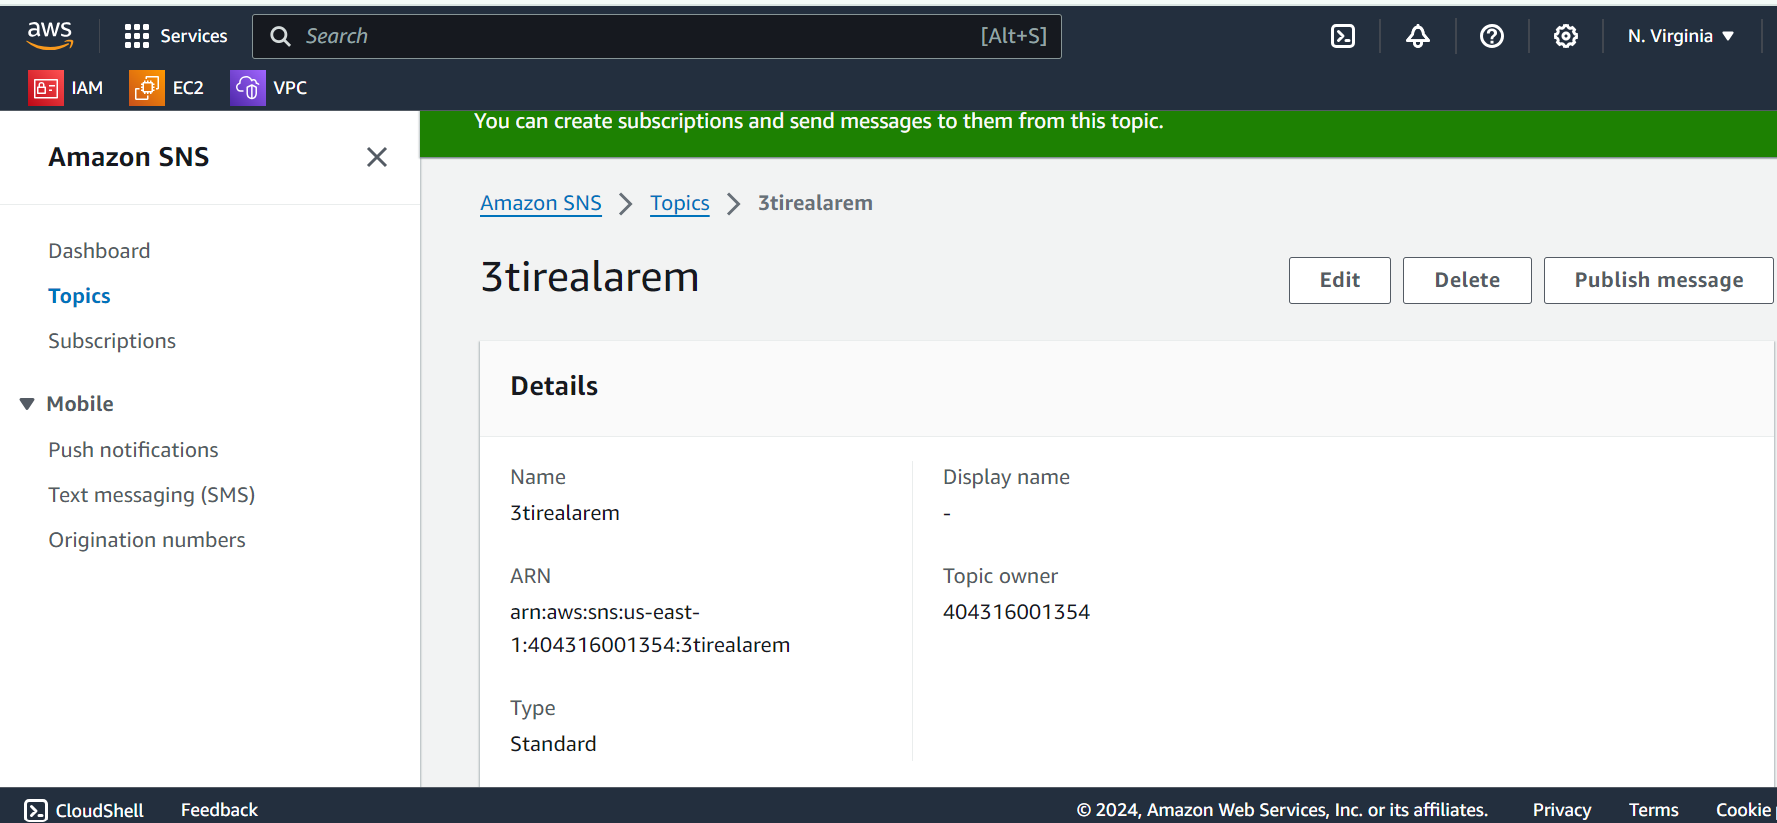 aws
Services
Search
[Alt+S]
N. Virginia
IAM
EC2
VPC
You can create subscriptions and send messages to them from this topic.
Amazon SNS
Dashboard
Topics
Subscriptions
Mobile
Push notifications
Text messaging (SMS)
Origination numbers
Amazon SNS
Topics
3tirealarem
3tirealarem
Edit
Delete
Publish message
Details
Name
3tirealarem
ARN
arn:aws:sns:us-east-
1:404316001354:3tirealarem
Type
Standard
Display name
-
Topic owner
404316001354
CloudShell
Feedback
© 2024, Amazon Web Services, Inc. or its affiliates.
Privacy
Terms
Cookie